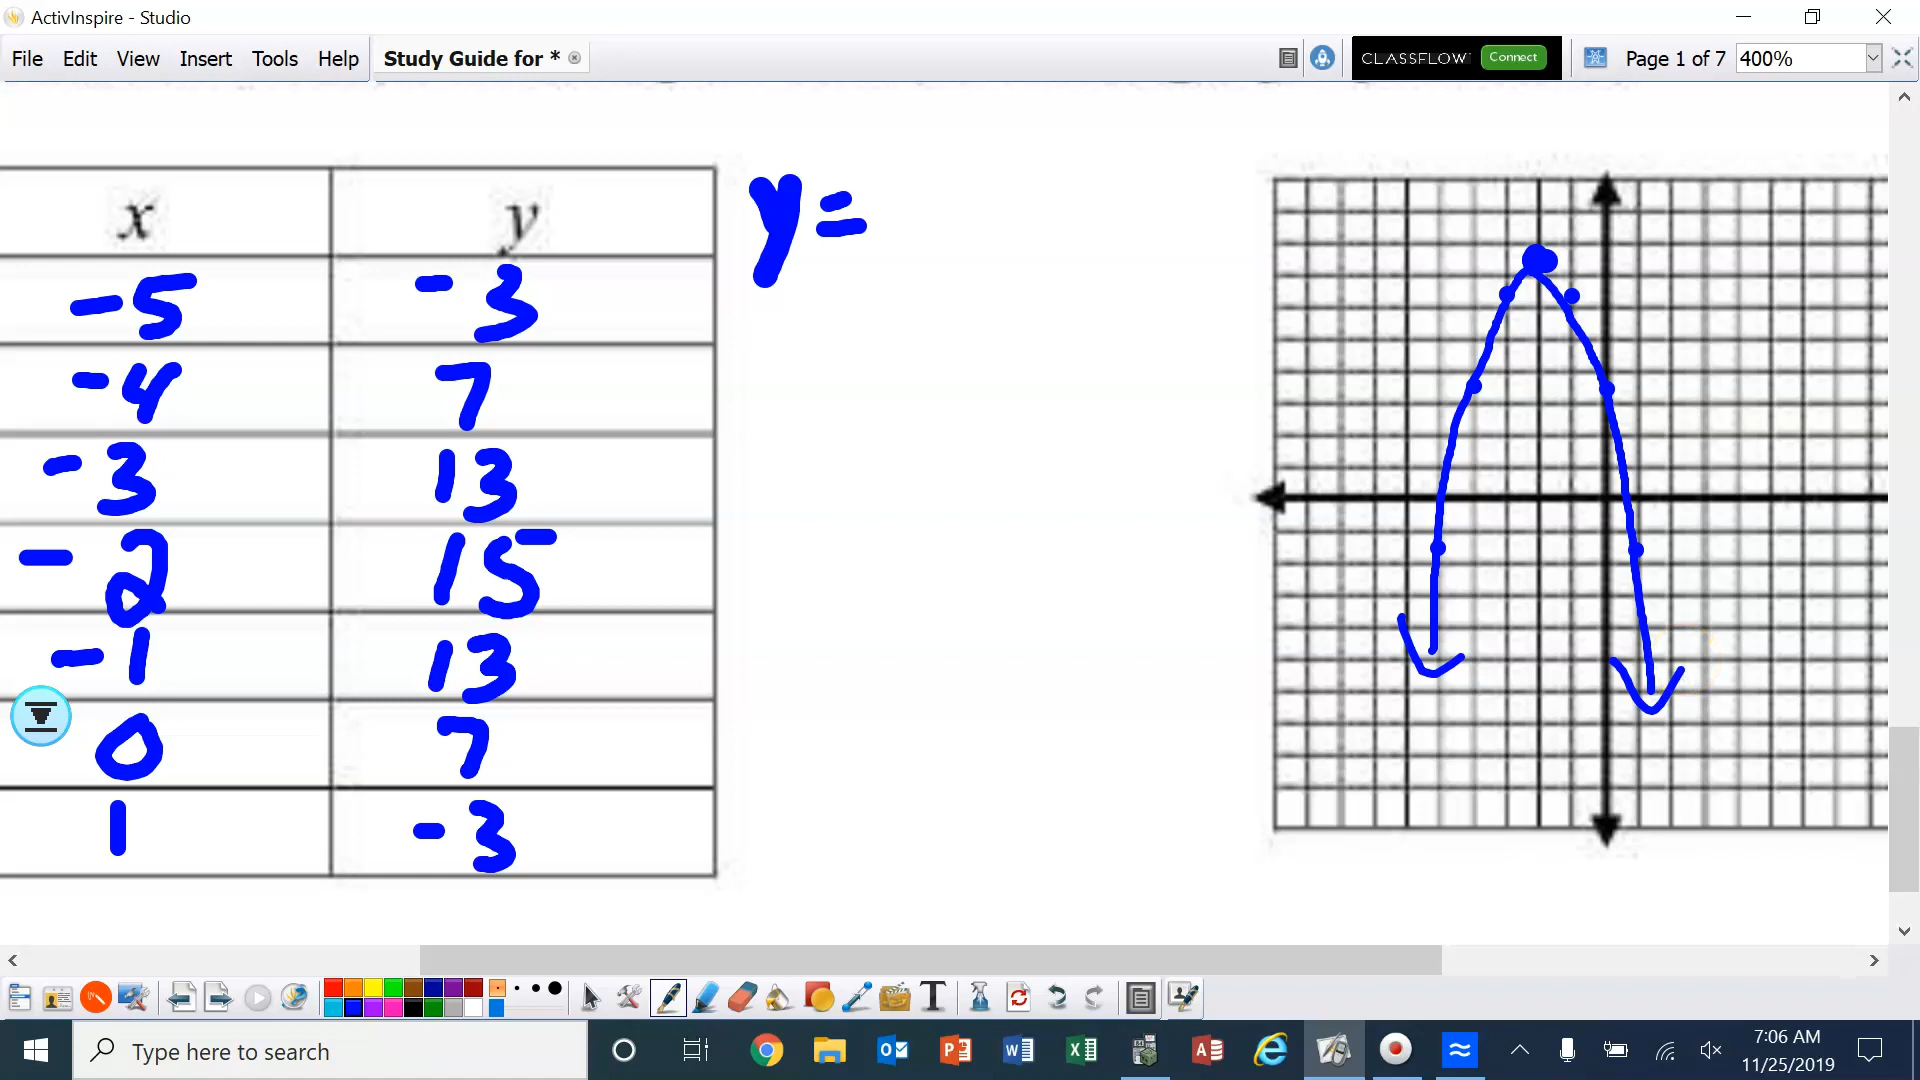 ActivInspire - Studio
File Edit View Insert Tools Help Study Guide for * CLASSFLOW Connect Page 1 of 7 400%
x y y =
-5 -3
-4 7
-3 13
-2 15
-1 13
0 7
1 -3
Type here to search
7:06 AM
11/25/2019